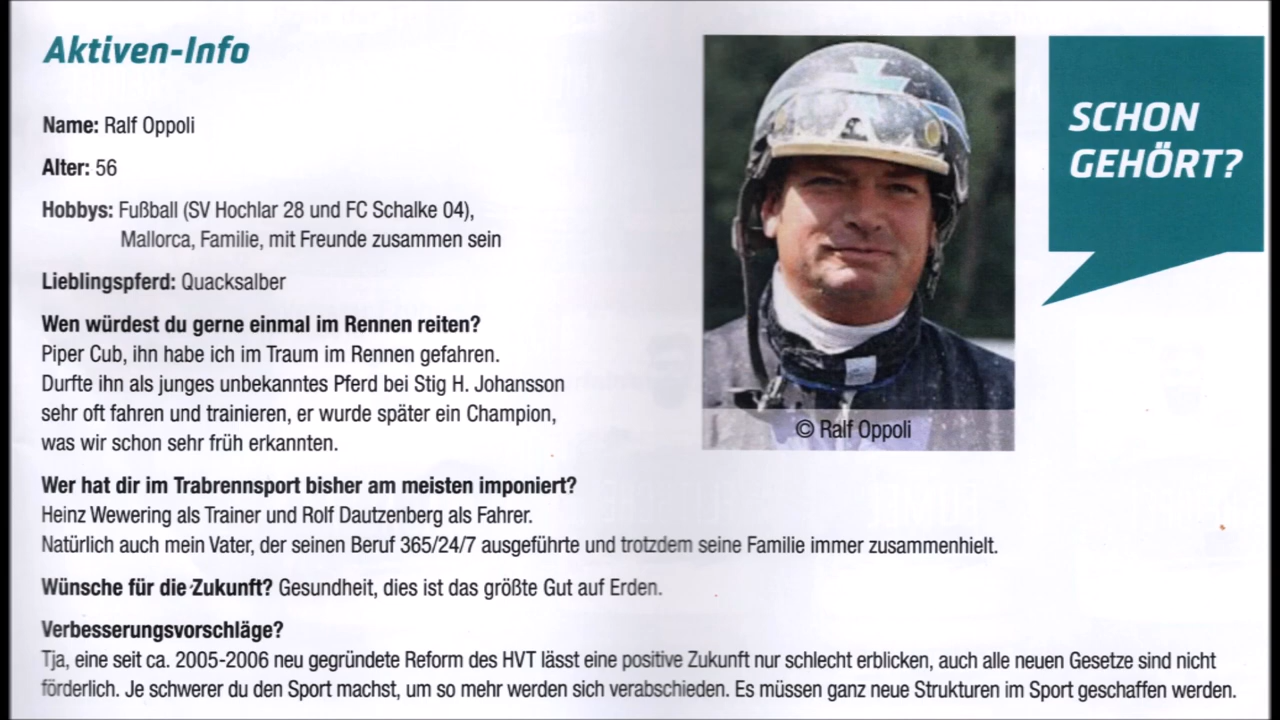 Aktiven-Info
SCHON
GEHÖRT?
Name: Ralf Oppoli
Alter: 56
Hobbys: Fußball (SV Hochlar 28 und FC Schalke 04),
Mallorca, Familie, mit Freunde zusammen sein
Lieblingspferd: Quacksalber
Wen würdest du gerne einmal im Rennen reiten?
Piper Cub, ihn habe ich im Traum im Rennen gefahren.
Durfte ihn als junges unbekanntes Pferd bei Stig H. Johansson
sehr oft fahren und trainieren, er wurde später ein Champion,
was wir schon sehr früh erkannten.
© Ralf Oppoli
Wer hat dir im Trabrennsport bisher am meisten imponiert?
Heinz Wewering als Trainer und Rolf Dautzenberg als Fahrer.
Natürlich auch mein Vater, der seinen Beruf 365/24/7 ausgeführte und trotzdem seine Familie immer zusammenhielt.
Wünsche für die Zukunft? Gesundheit, dies ist das größte Gut auf Erden.
Verbesserungsvorschläge?
Tja, eine seit ca. 2005-2006 neu gegründete Reform des HVT lässt eine positive Zukunft nur schlecht erblicken, auch alle neuen Gesetze sind nicht
förderlich. Je schwerer du den Sport machst, um so mehr werden sich verabschieden. Es müssen ganz neue Strukturen im Sport geschaffen werden.